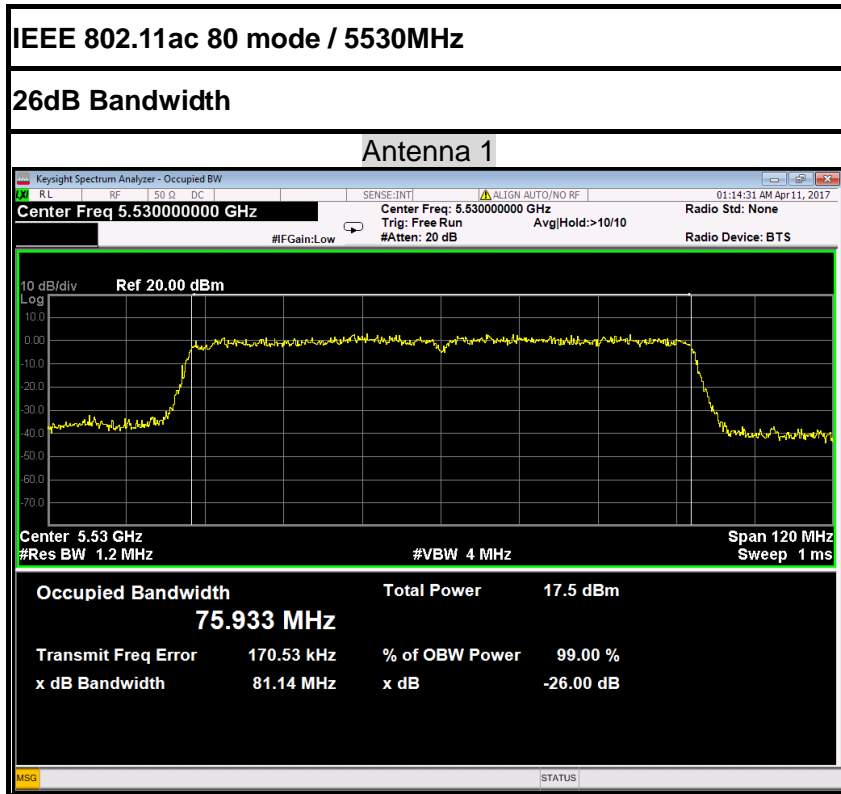 IEEE 802.11ac 80 mode / 5530MHz
26dB Bandwidth
Antenna 1
Keysight Spectrum Analyzer - Occupied BW
LXI RL RF 50 Ω DC SENSE:INT ALIGN AUTO/NO RF 01:14:31 AM Apr 11, 2017
Center Freq 5.530000000 GHz Center Freq: 5.530000000 GHz Radio Std: None
Trig: Free Run Avg|Hold:>10/10
#IFGain:Low #Atten: 20 dB Radio Device: BTS
10 dB/div Ref 20.00 dBm
Log
10.0
0.00
-10.0
-20.0
-30.0
-40.0
-50.0
-60.0
-70.0
Center 5.53 GHz Span 120 MHz
#Res BW 1.2 MHz #VBW 4 MHz Sweep 1 ms
Occupied Bandwidth Total Power 17.5 dBm
75.933 MHz
Transmit Freq Error 170.53 kHz % of OBW Power 99.00 %
x dB Bandwidth 81.14 MHz x dB -26.00 dB
MSG STATUS